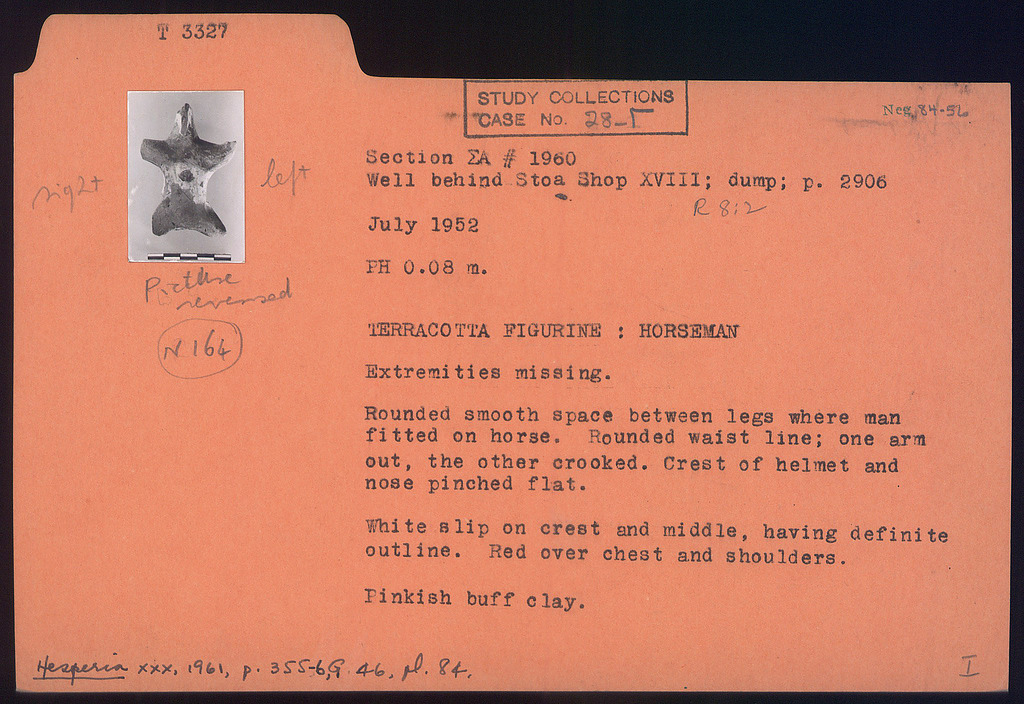 T 3327
STUDY COLLECTIONS
CASE No. 28-I
Neg. 84-56
Section ΣΑ # 1960
Well behind Stoa Shop XVIII; dump; p. 2906
R 8:2
July 1952
PH 0.08 m.
right
left
Picture
reversed
N 164
TERRACOTTA FIGURINE : HORSEMAN
Extremities missing.
Rounded smooth space between legs where man
fitted on horse. Rounded waist line; one arm
out, the other crooked. Crest of helmet and
nose pinched flat.
White slip on crest and middle, having definite
outline. Red over chest and shoulders.
Pinkish buff clay.
Hesperia xxx, 1961, p. 355-6, G 46, pl. 84.
I